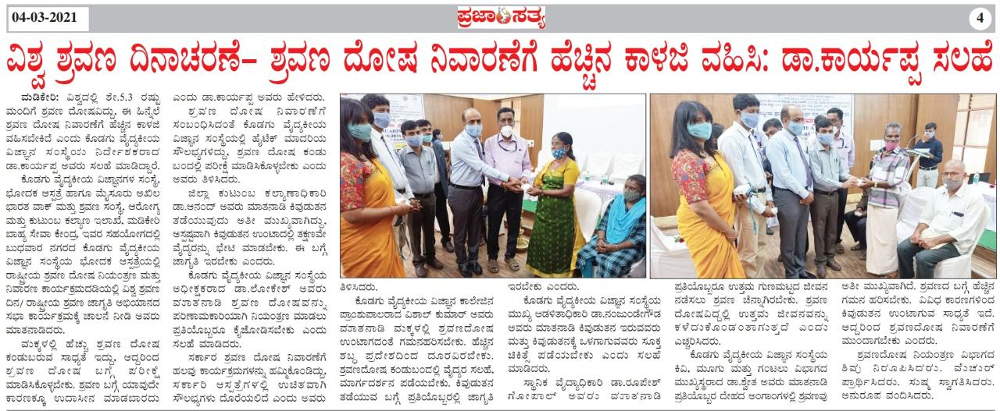 04-03-2021
ಪ್ರಜಾಸತ್ಯ
4
ವಿಶ್ವ ಶ್ರವಣ ದಿನಾಚರಣೆ– ಶ್ರವಣ ದೋಷ ನಿವಾರಣೆಗೆ ಹೆಚ್ಚಿನ ಕಾಳಜಿ ವಹಿಸಿ: ಡಾ.ಕಾರ್ಯಪ್ಪ ಸಲಹೆ
ಮಡಿಕೇರಿ: ವಿಶ್ವದಲ್ಲಿ ಶೇ.5.3 ರಷ್ಟು
ಮಂದಿಗೆ ಶ್ರವಣ ದೋಷವಿದ್ದು, ಈ ಹಿನ್ನೆಲೆ
ಶ್ರವಣ ದೋಷ ನಿವಾರಣೆಗೆ ಹೆಚ್ಚಿನ ಕಾಳಜಿ
ವಹಿಸಬೇಕಿದೆ ಎಂದು ಕೊಡಗು ವೈದ್ಯಕೀಯ
ವಿಜ್ಞಾನ ಸಂಸ್ಥೆಯ ನಿರ್ದೇಶಕರಾದ
ಡಾ.ಕಾರ್ಯಪ್ಪ ಅವರು ಸಲಹೆ ಮಾಡಿದ್ದಾರೆ.
ಕೊಡಗು ವೈದ್ಯಕೀಯ ವಿಜ್ಞಾನಗಳ ಸಂಸ್ಥೆ,
ಭೋದಕ ಆಸ್ಪತ್ರೆ ಹಾಗೂ ಮೈಸೂರು ಅಖಿಲ
ಭಾರತ ವಾಕ್ ಮತ್ತು ಶ್ರವಣ ಸಂಸ್ಥೆ, ಆರೋಗ್ಯ
ಮತ್ತು ಕುಟುಂಬ ಕಲ್ಯಾಣ ಇಲಾಖೆ, ಮಡಿಕೇರಿ
ಬಾಹ್ಯ ಸೇವಾ ಕೇಂದ್ರ, ಇವರ ಸಹಯೋಗದಲ್ಲಿ
ಬುಧವಾರ ನಗರದ ಕೊಡಗು ವೈದ್ಯಕೀಯ
ವಿಜ್ಞಾನ ಸಂಸ್ಥೆಯ ಭೋದಕ ಆಸ್ಪತ್ರೆಯಲ್ಲಿ
ರಾಷ್ಟ್ರೀಯ ಶ್ರವಣ ದೋಷ ನಿಯಂತ್ರಣ ಮತ್ತು
ನಿವಾರಣ ಕಾರ್ಯಕ್ರಮದಡಿಯಲ್ಲಿ ವಿಶ್ವ ಶ್ರವಣ
ದಿನ/ ರಾಷ್ಟ್ರೀಯ ಶ್ರವಣ ಜಾಗೃತಿ ಅಭಿಯಾನದ
ಸಭಾ ಕಾರ್ಯಕ್ರಮಕ್ಕೆ ಚಾಲನೆ ನೀಡಿ ಅವರು
ಮಾತನಾಡಿದರು.
ಮಕ್ಕಳಲ್ಲಿ ಹೆಚ್ಚು ಶ್ರವಣ ದೋಷ
ಕಂಡುಬರುವ ಸಾಧ್ಯತೆ ಇದ್ದು, ಆದ್ದರಿಂದ
ಶ್ರವಣ ದೋಷ ಬಗ್ಗೆ ಪರೀಕ್ಷೆ
ಮಾಡಿಸಿಕೊಳ್ಳಬೇಕು. ಶ್ರವಣ ಬಗ್ಗೆ ಯಾವುದೇ
ಕಾರಣಕ್ಕೂ ಉದಾಸೀನ ಮಾಡಬಾರದು
ಎಂದು ಡಾ.ಕಾರ್ಯಪ್ಪ ಅವರು ಹೇಳಿದರು.
ಶ್ರವಣ ದೋಷ ನಿವಾರಣೆಗೆ
ಸಂಬಂಧಿಸಿದಂತೆ ಕೊಡಗು ವೈದ್ಯಕೀಯ
ವಿಜ್ಞಾನ ಸಂಸ್ಥೆಯಲ್ಲಿ ಹೈಟೆಕ್ ಮಾದರಿಯ
ಸೌಲಭ್ಯಗಳಿದ್ದು, ಶ್ರವಣ ದೋಷ ಕಂಡು
ಬಂದಲ್ಲಿ ಪರೀಕ್ಷೆ ಮಾಡಿಸಿಕೊಳ್ಳಬೇಕು ಎಂದು
ಅವರು ತಿಳಿಸಿದರು.
ಜಿಲ್ಲಾ ಕುಟುಂಬ ಕಲ್ಯಾಣಾಧಿಕಾರಿ
ಡಾ.ಆನಂದ್ ಅವರು ಮಾತನಾಡಿ ಕಿವುಡುತನ
ತಡೆಯುವುದು ಅತೀ ಮುಖ್ಯವಾಗಿದ್ದು,
ಅಸ್ಪಷ್ಟವಾಗಿ ಕಿವುಡುತನ ಉಂಟಾದಲ್ಲಿ ತಕ್ಷಣವೇ
ವೈದ್ಯರನ್ನು ಭೇಟಿ ಮಾಡಬೇಕು. ಈ ಬಗ್ಗೆ
ಜಾಗೃತಿ ಇರಬೇಕು ಎಂದರು.
ಕೊಡಗು ವೈದ್ಯಕೀಯ ವಿಜ್ಞಾನ ಸಂಸ್ಥೆಯ
ಅಧೀಕ್ಷಕರಾದ ಡಾ.ಲೋಕೇಶ್ ಅವರು
ಮಾತನಾಡಿ ಶ್ರವಣ ದೋಷವನ್ನು
ಪರಿಣಾಮಕಾರಿಯಾಗಿ ನಿಯಂತ್ರಣ ಮಾಡಲು
ಪ್ರತಿಯೊಬ್ಬರೂ ಕೈಜೋಡಿಸಬೇಕು ಎಂದು
ಸಲಹೆ ಮಾಡಿದರು.
ಸರ್ಕಾರ ಶ್ರವಣ ದೋಷ ನಿವಾರಣೆಗೆ
ಹಲವು ಕಾರ್ಯಕ್ರಮಗಳನ್ನು ಹಮ್ಮಿಕೊಂಡಿದ್ದು,
ಸರ್ಕಾರಿ ಆಸ್ಪತ್ರೆಗಳಲ್ಲಿ ಉಚಿತವಾಗಿ
ಸೌಲಭ್ಯಗಳು ದೊರೆಯಲಿದೆ ಎಂದು ಅವರು
ತಿಳಿಸಿದರು.
ಕೊಡಗು ವೈದ್ಯಕೀಯ ವಿಜ್ಞಾನ ಕಾಲೇಜಿನ
ಪ್ರಾಂಶುಪಾಲರಾದ ವಿಶಾಲ್ ಕುಮಾರ್ ಅವರು
ಮಾತನಾಡಿ ಮಕ್ಕಳಲ್ಲಿ ಶ್ರವಣದೋಷ
ಉಂಟಾಗದಂತೆ ಗಮನಹರಿಸಬೇಕು. ಹೆಚ್ಚಿನ
ಶಬ್ಧ ಪ್ರದೇಶದಿಂದ ದೂರವಿರಬೇಕು.
ಶ್ರವಣದೋಷ ಕಂಡುಬಂದಲ್ಲಿ ವೈದ್ಯರ ಸಲಹೆ,
ಮಾರ್ಗದರ್ಶನ ಪಡೆಯಬೇಕು. ಕಿವುಡುತನ
ತಡೆಯುವ ಬಗ್ಗೆ ಪ್ರತಿಯೊಬ್ಬರಲ್ಲಿ ಜಾಗೃತಿ
ಇರಬೇಕು ಎಂದರು.
ಕೊಡಗು ವೈದ್ಯಕೀಯ ವಿಜ್ಞಾನ ಸಂಸ್ಥೆಯ
ಮುಖ್ಯ ಆಡಳಿತಾಧಿಕಾರಿ ಡಾ.ನಂಜುಂಡೇಗೌಡ
ಅವರು ಮಾತನಾಡಿ ಕಿವುಡುತನ ಇರುವವರು
ಮತ್ತು ಕಿವುಡುತನಕ್ಕೆ ಒಳಗಾಗುವವರು ಸೂಕ್ತ
ಚಿಕಿತ್ಸೆ ಪಡೆಯಬೇಕು ಎಂದು ಸಲಹೆ
ಮಾಡಿದರು.
ಸ್ಥಾನಿಕ ವೈದ್ಯಾಧಿಕಾರಿ ಡಾ.ರೂಪೇಶ್
ಗೋಪಾಲ್ ಅವರು ಮಾತನಾಡಿ
ಪ್ರತಿಯೊಬ್ಬರೂ ಉತ್ತಮ ಗುಣಮಟ್ಟದ ಜೀವನ
ನಡೆಸಲು ಶ್ರವಣ ಚೆನ್ನಾಗಿರಬೇಕು. ಶ್ರವಣ
ದೋಷವಿದ್ದಲ್ಲಿ ಉತ್ತಮ ಜೀವನವನ್ನು
ಕಳೆದುಕೊಂಡಂತಾಗುತ್ತದೆ ಎಂದು
ಎಚ್ಚರಿಸಿದರು.
ಕೊಡಗು ವೈದ್ಯಕೀಯ ವಿಜ್ಞಾನ ಸಂಸ್ಥೆಯ
ಕಿವಿ, ಮೂಗು ಮತ್ತು ಗಂಟಲು ವಿಭಾಗದ
ಮುಖ್ಯಸ್ಥರಾದ ಡಾ.ಶ್ವೇತ ಅವರು ಮಾತನಾಡಿ
ಪ್ರತಿಯೊಬ್ಬರ ದೇಹದ ಅಂಗಾಂಗಳಲ್ಲಿ ಶ್ರವಣವು
ಅತೀ ಮುಖ್ಯವಾಗಿದೆ. ಶ್ರವಣದ ಬಗ್ಗೆ ಹೆಚ್ಚಿನ
ಗಮನ ಹರಿಸಬೇಕು. ವಿವಿಧ ಕಾರಣಗಳಿಂದ
ಕಿವುಡುತನ ಉಂಟಾಗುವ ಸಾಧ್ಯತೆ ಇದೆ.
ಆದ್ದರಿಂದ ಶ್ರವಣದೋಷ ನಿವಾರಣೆಗೆ
ಮುಂದಾಗಬೇಕು ಎಂದರು.
ಶ್ರವಣದೋಷ ನಿಯಂತ್ರಣ ವಿಭಾಗದ
ಶಿವು ನಿರೂಪಿಸಿದರು. ಮೆಚೂರ್
ಪ್ರಾರ್ಥಿಸಿದರು. ಸುಷ್ಮ ಸ್ವಾಗತಿಸಿದರು.
ಅನುರೂಪ ವಂದಿಸಿದರು.